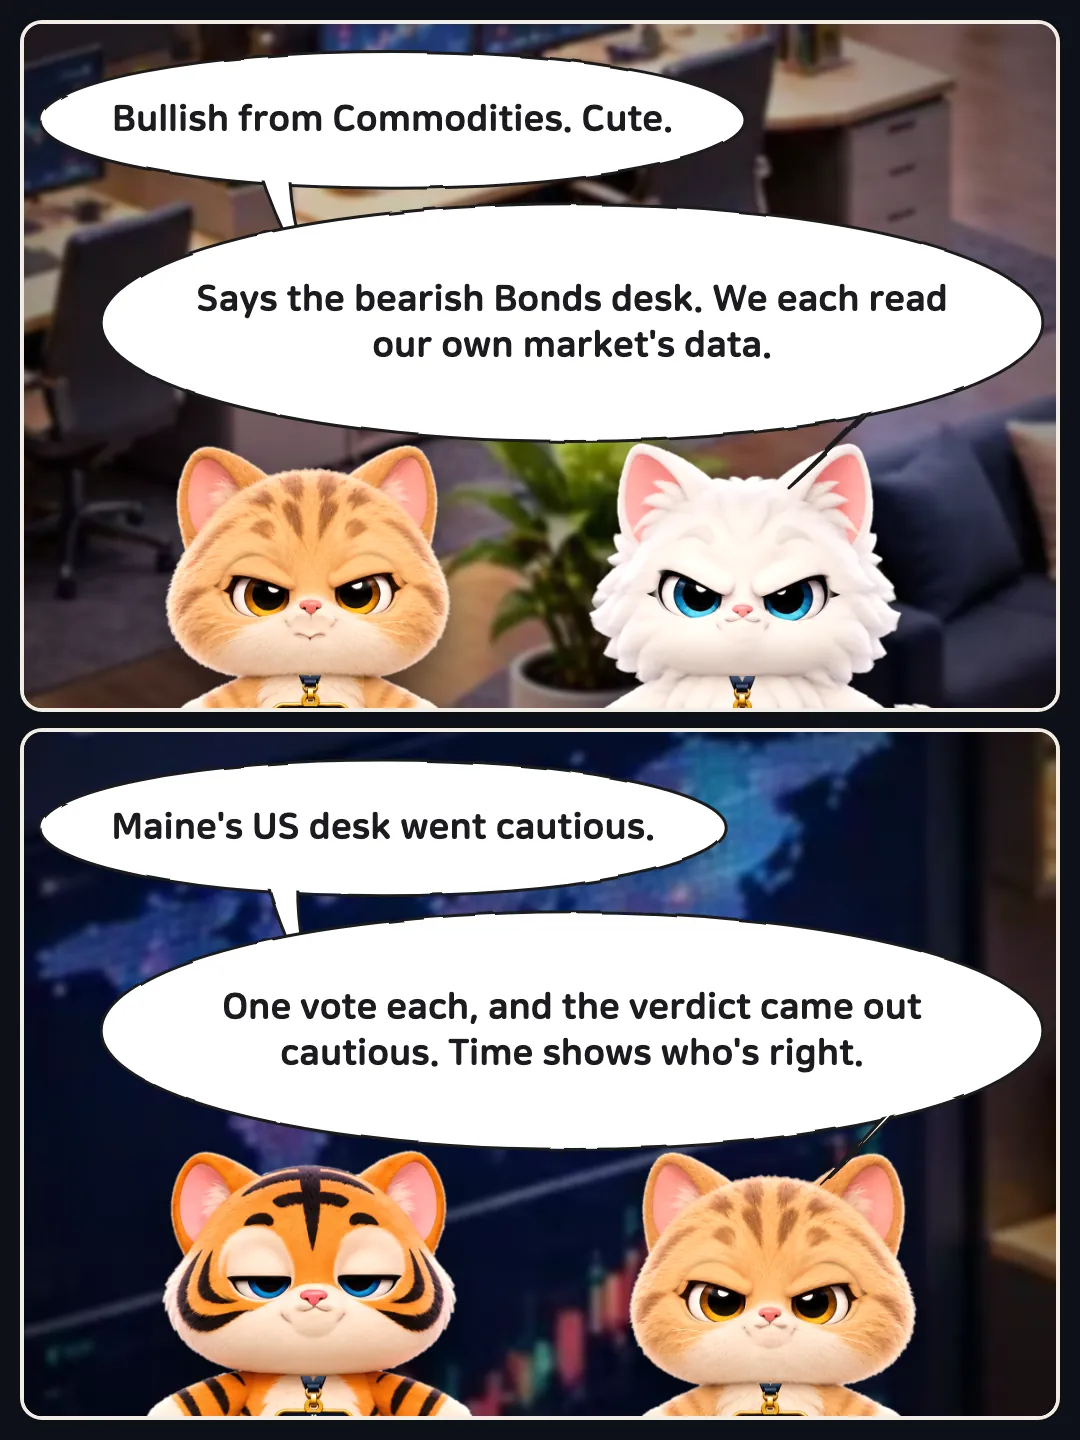 Bullish from Commodities. Cute.
Says the bearish Bonds desk. We each read
our own market's data.
Maine's US desk went cautious.
One vote each, and the verdict came out
cautious. Time shows who's right.